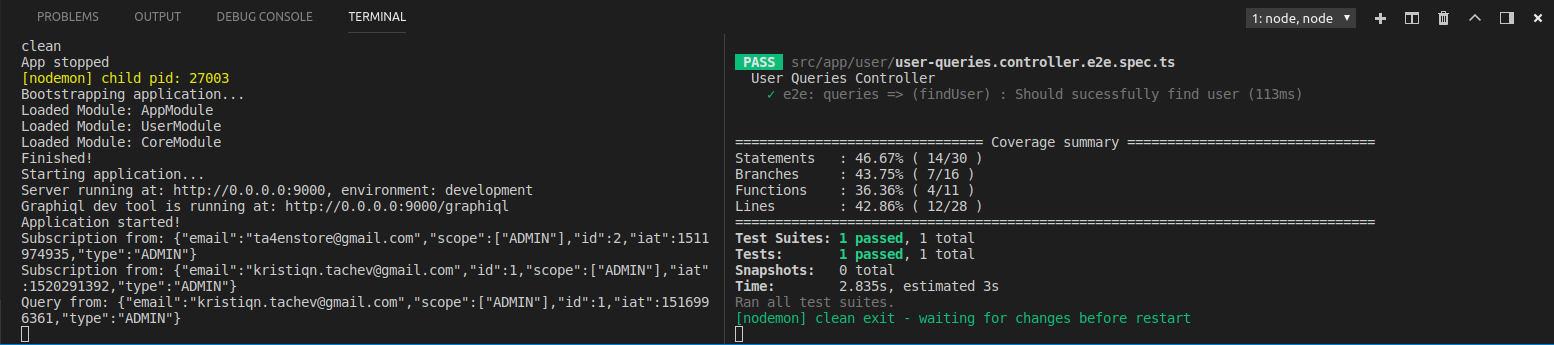 PROBLEMS OUTPUT DEBUG CONSOLE TERMINAL 1: node, node
clean
App stopped
[nodemon] child pid: 27003
Bootstrapping application...
Loaded Module: AppModule
Loaded Module: UserModule
Loaded Module: CoreModule
Finished!
Starting application...
Server running at: http://0.0.0.0:9000, environment: development
Graphiql dev tool is running at: http://0.0.0.0:9000/graphiql
Application started!
Subscription from: {"email":"ta4enstore@gmail.com","scope":["ADMIN"],"id":2,"iat":1511
974935,"type":"ADMIN"}
Subscription from: {"email":"kristiqn.tachev@gmail.com","id":1,"scope":["ADMIN"],"iat"
:1520291392,"type":"ADMIN"}
Query from: {"email":"kristiqn.tachev@gmail.com","scope":["ADMIN"],"id":1,"iat":151699
6361,"type":"ADMIN"}
PASS src/app/user/user-queries.controller.e2e.spec.ts
User Queries Controller
✓ e2e: queries => (findUser) : Should sucessfully find user (113ms)
=============================== Coverage summary ===============================
Statements : 46.67% ( 14/30 )
Branches : 43.75% ( 7/16 )
Functions : 36.36% ( 4/11 )
Lines : 42.86% ( 12/28 )
================================================================================
Test Suites: 1 passed, 1 total
Tests: 1 passed, 1 total
Snapshots: 0 total
Time: 2.835s, estimated 3s
Ran all test suites.
[nodemon] clean exit - waiting for changes before restart